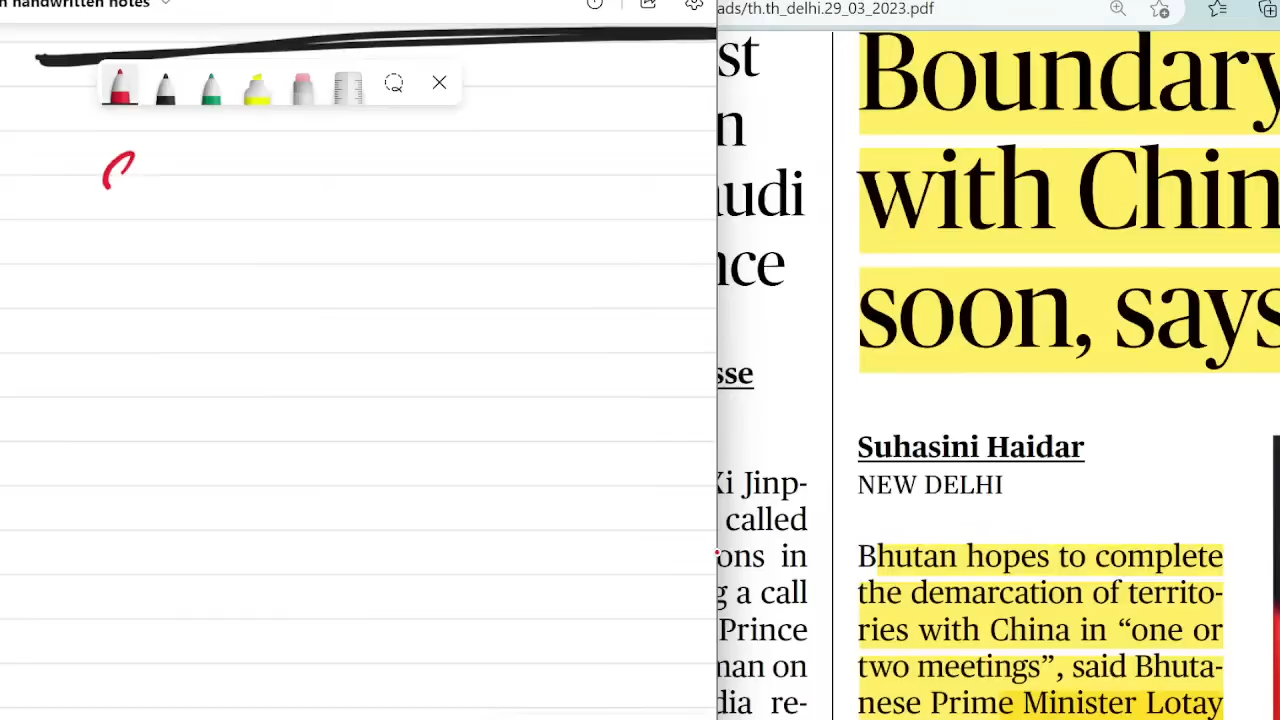 handwritten notes
ads/th.th_delhi.29_03_2023.pdf
st
n
audi
nce
sse
Xi Jinp-
called
ons in
g a call
Prince
man on
dia re-
Boundary
with Chin
soon, says
Suhasini Haidar
NEW DELHI
Bhutan hopes to complete
the demarcation of territo-
ries with China in “one or
two meetings”, said Bhuta-
nese Prime Minister Lotay